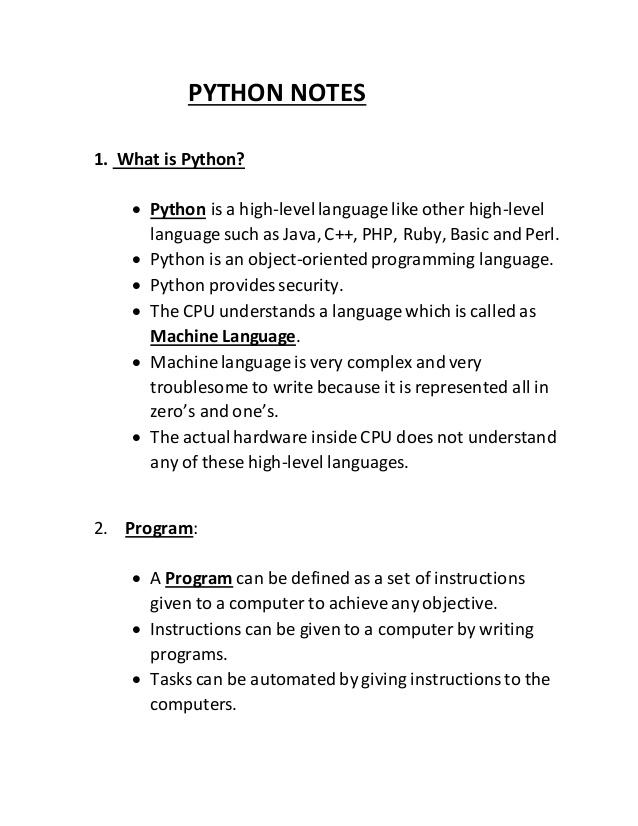 PYTHON NOTES
1. What is Python?
• Python is a high-level language like other high-level
language such as Java, C++, PHP, Ruby, Basic and Perl.
• Python is an object-oriented programming language.
• Python provides security.
• The CPU understands a language which is called as
Machine Language.
• Machine language is very complex and very
troublesome to write because it is represented all in
zero’s and one’s.
• The actual hardware inside CPU does not understand
any of these high-level languages.
2. Program:
• A Program can be defined as a set of instructions
given to a computer to achieve any objective.
• Instructions can be given to a computer by writing
programs.
• Tasks can be automated by giving instructions to the
computers.